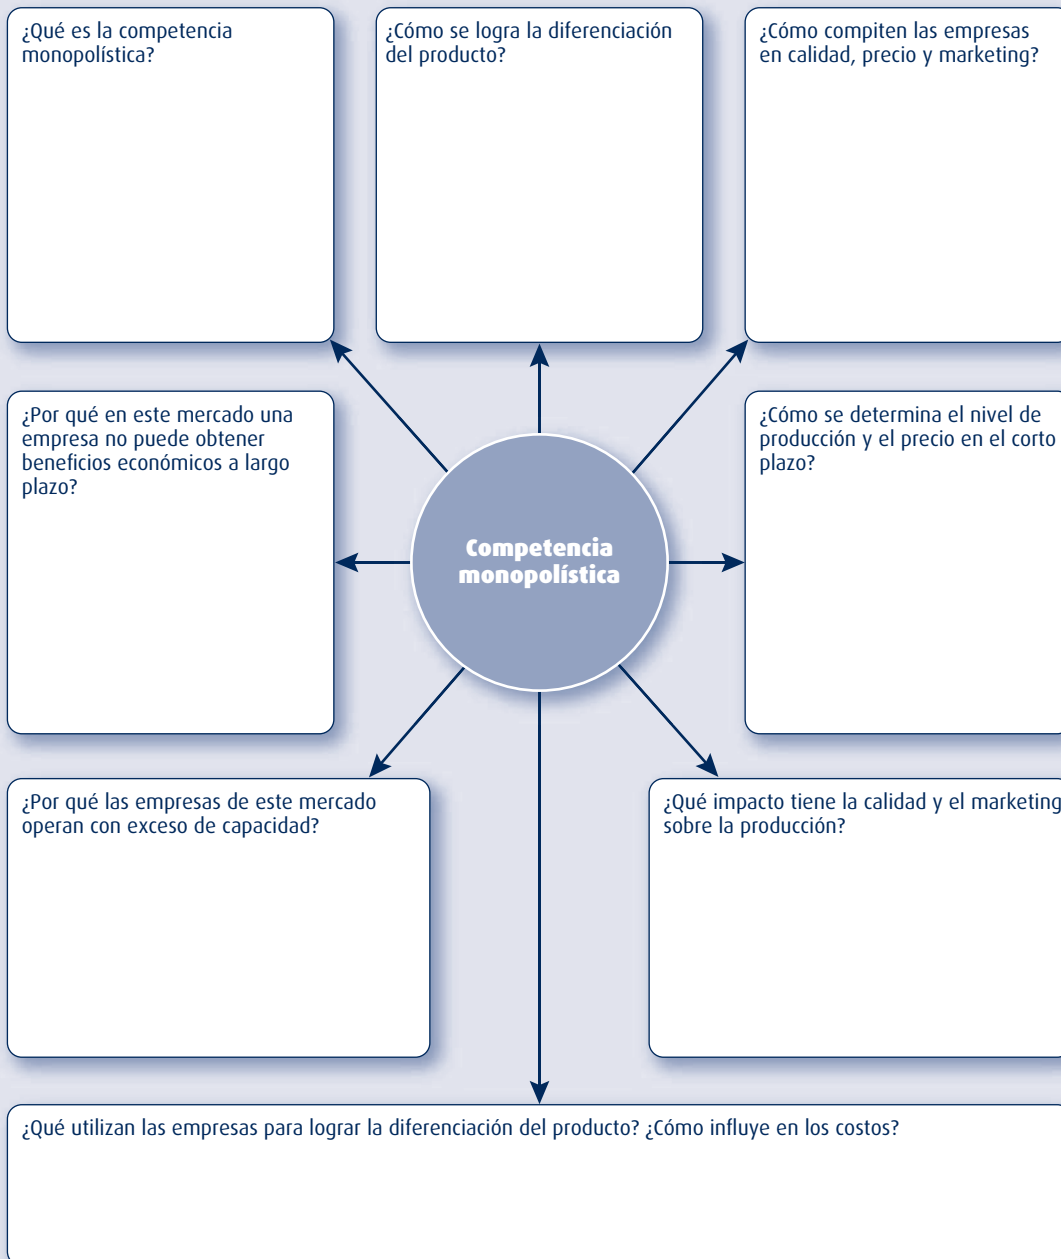 ¿Qué es la competencia
monopolística?
¿Cómo se logra la diferenciación
del producto?
¿Cómo compiten las empresas
en calidad, precio y marketing?
¿Por qué en este mercado una
empresa no puede obtener
beneficios económicos a largo
plazo?
Competencia
monopolística
¿Cómo se determina el nivel de
producción y el precio en el corto
plazo?
¿Por qué las empresas de este mercado
operan con exceso de capacidad?
¿Qué impacto tiene la calidad y el marketing
sobre la producción?
¿Qué utilizan las empresas para lograr la diferenciación del producto? ¿Cómo influye en los costos?